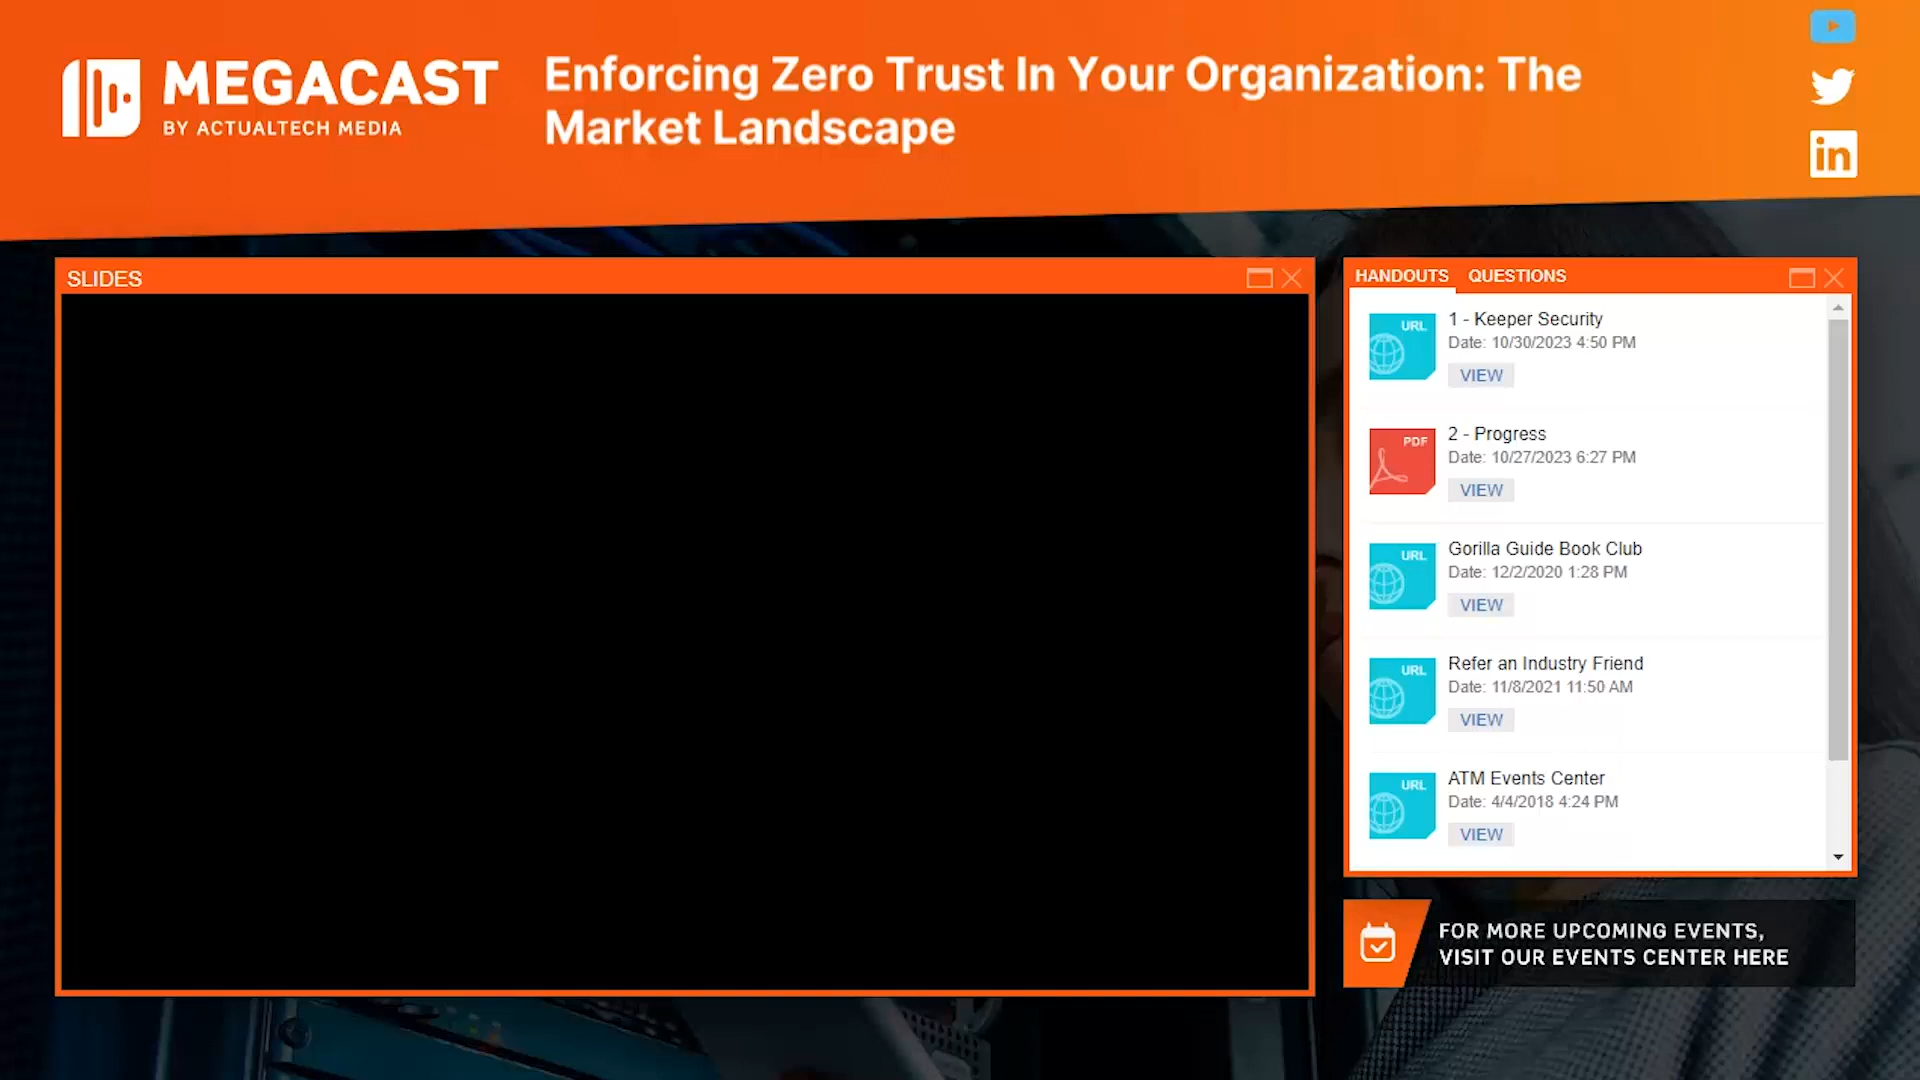 MEGACAST
BY ACTUALTECH MEDIA
Enforcing Zero Trust In Your Organization: The
Market Landscape
in
SLIDES
HANDOUTS QUESTIONS
URL
1 - Keeper Security
Date: 10/30/2023 4:50 PM
VIEW
PDF
2 - Progress
Date: 10/27/2023 6:27 PM
VIEW
URL
Gorilla Guide Book Club
Date: 12/2/2020 1:28 PM
VIEW
URL
Refer an Industry Friend
Date: 11/8/2021 11:50 AM
VIEW
URL
ATM Events Center
Date: 4/4/2018 4:24 PM
VIEW
FOR MORE UPCOMING EVENTS,
VISIT OUR EVENTS CENTER HERE